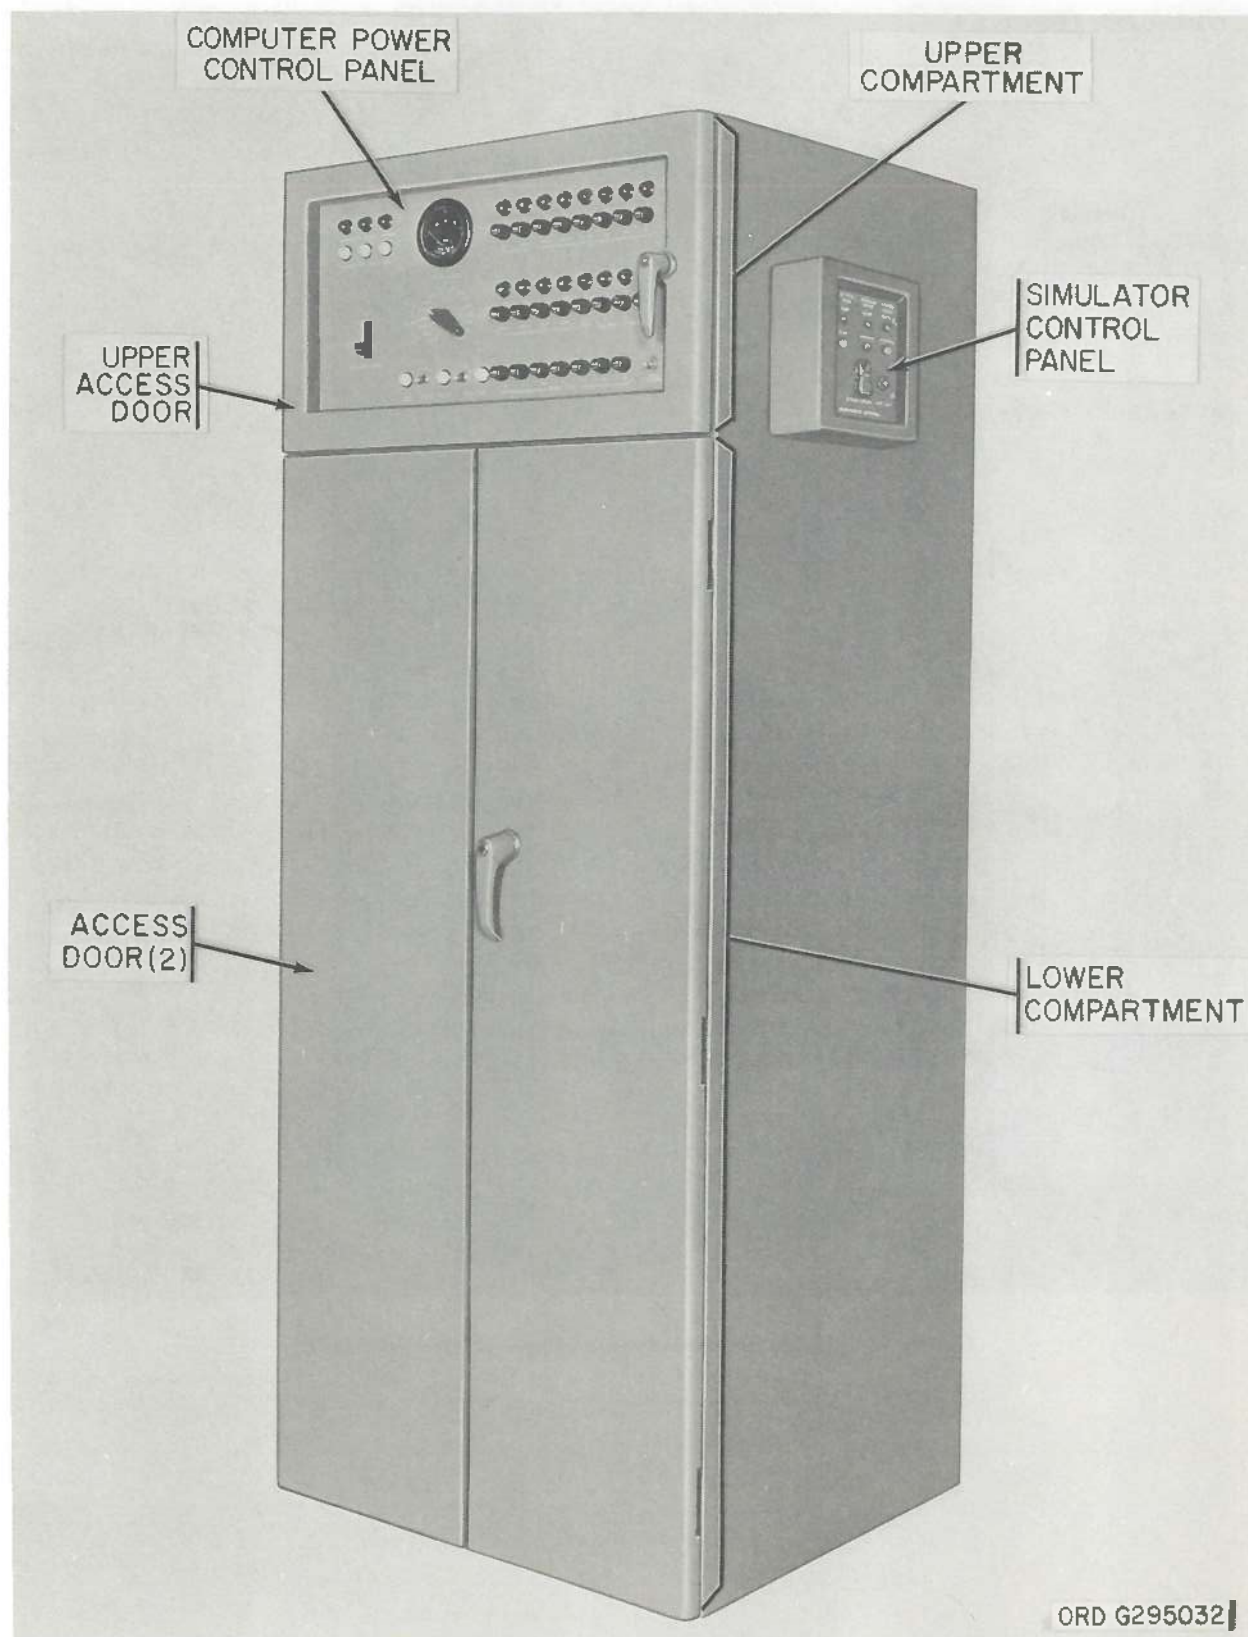 COMPUTER POWER
CONTROL PANEL
UPPER
COMPARTMENT
SIMULATOR
CONTROL
PANEL
UPPER
ACCESS
DOOR
ACCESS
DOOR(2)
LOWER
COMPARTMENT
ORD G295032